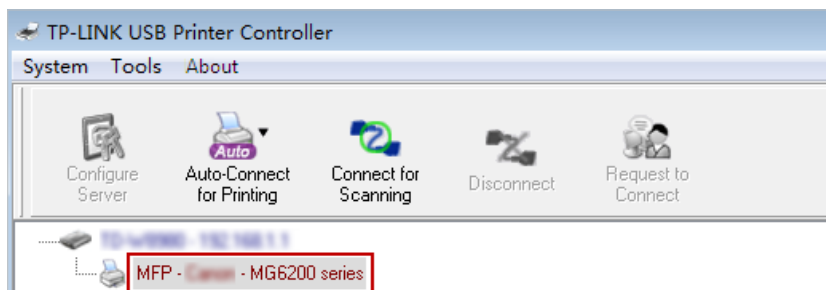 TP-LINK USB Printer Controller
System Tools About
Auto
Configure Server
Auto-Connect for Printing
Connect for Scanning
Disconnect
Request to Connect
MFP - - MG6200 series